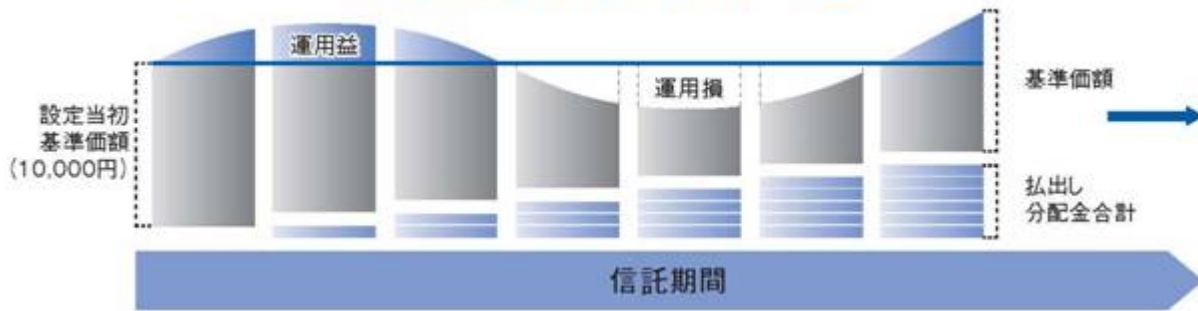 運用益
運用損
設定当初
基準価額
(10,000円)
基準価額
払出し
分配金合計
信託期間